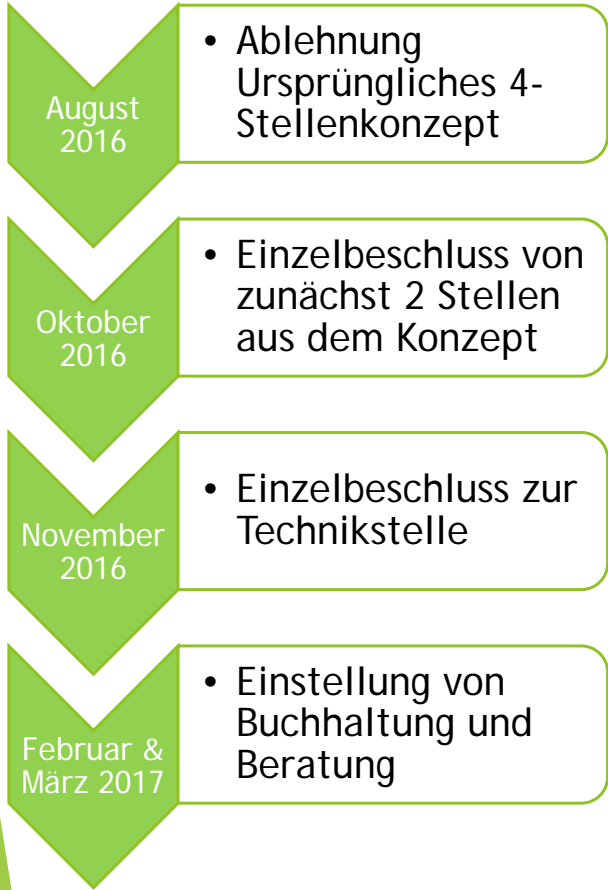 August
2016
• Ablehnung
Ursprüngliches 4-
Stellenkonzept
Oktober
2016
• Einzelbeschluss von
zunächst 2 Stellen
aus dem Konzept
November
2016
• Einzelbeschluss zur
Technikstelle
Februar &
März 2017
• Einstellung von
Buchhaltung und
Beratung